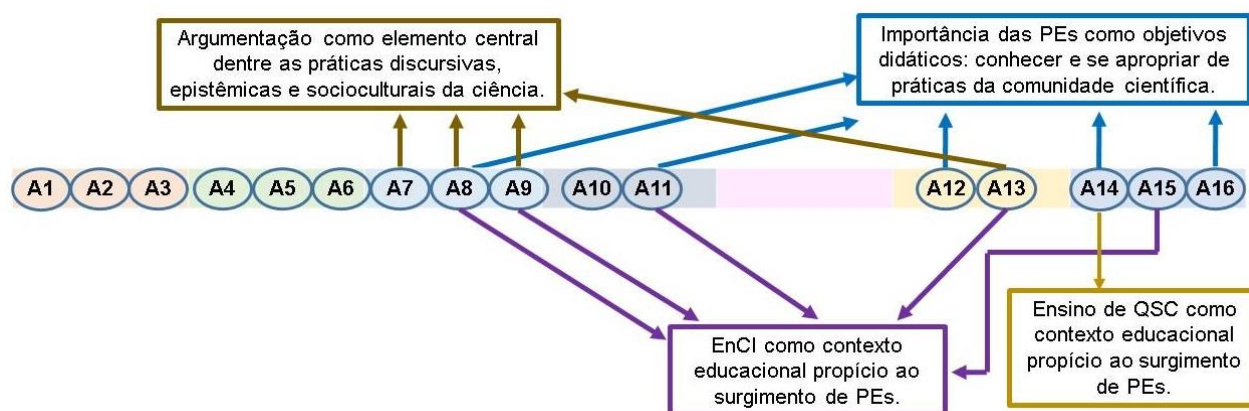 Argumentação como elemento central
dentre as práticas discursivas,
epistêmicas e socioculturais da ciência.
Importância das PEs como objetivos
didáticos: conhecer e se apropriar de
práticas da comunidade científica.
A1 A2 A3 A4 A5 A6 A7 A8 A9 A10 A11 A12 A13 A14 A15 A16
EnCI como contexto
educacional propício ao
surgimento de PEs.
Ensino de QSC como
contexto educacional
propício ao surgimento
de PEs.